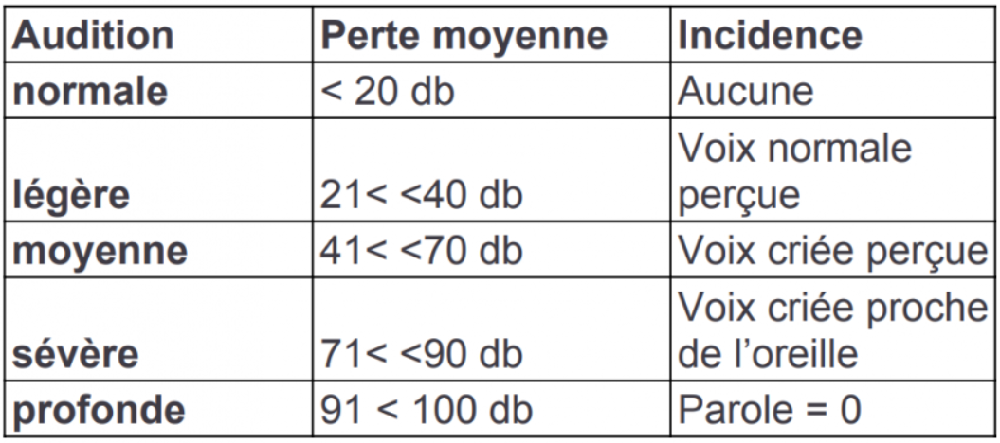 Audition Perte moyenne Incidence
normale < 20 db Aucune
Voix normale
légère 21< <40 db perçue
moyenne 41< <70 db Voix criée perçue
Voix criée proche
sévère 71< <90 db de l’oreille
profonde 91 < 100 db Parole = 0